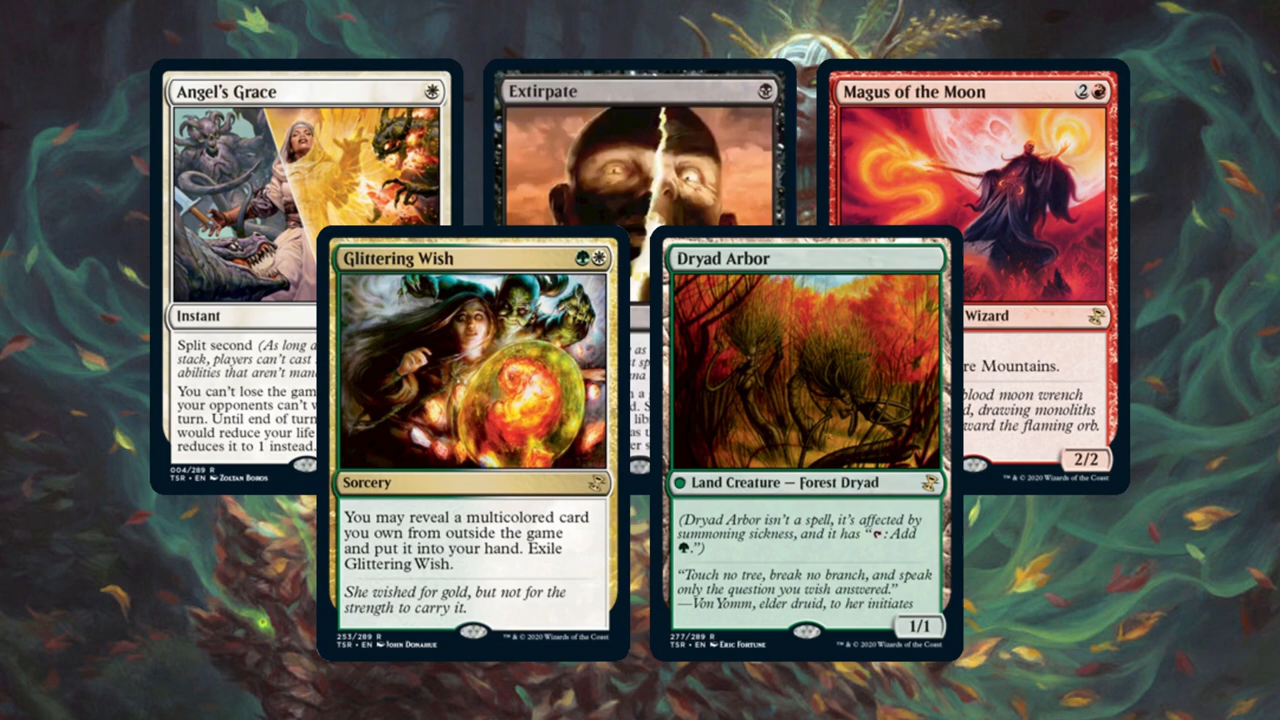 Angel's Grace
Instant
Split second (As long a
stack, players can't cast
abilities that aren't man
You can't lose the gam
your opponents can't w
turn. Until end of turn
would reduce your life
reduces it to 1 instead.
004/289 R
TSR • EN Zoltan Boros
Extirpate
Magus of the Moon
2
Wizard
re Mountains.
blood moon wrench
d, drawing monoliths
ward the flaming orb.
2/2
™ & © 2020 Wizards of the Coast
Glittering Wish
Sorcery
You may reveal a multicolored card
you own from outside the game
and put it into your hand. Exile
Glittering Wish.
She wished for gold, but not for the
strength to carry it.
253/289 R
TSR • EN John Donahue
™ & © 2020 Wizards of the Coast
Dryad Arbor
Land Creature — Forest Dryad
(Dryad Arbor isn't a spell, it's affected by
summoning sickness, and it has “: Add
.”)
“Touch no tree, break no branch, and speak
only the question you wish answered.”
—Von Yomm, elder druid, to her initiates
1/1
277/289 R
TSR • EN Eric Fortune
™ & © 2020 Wizards of the Coast